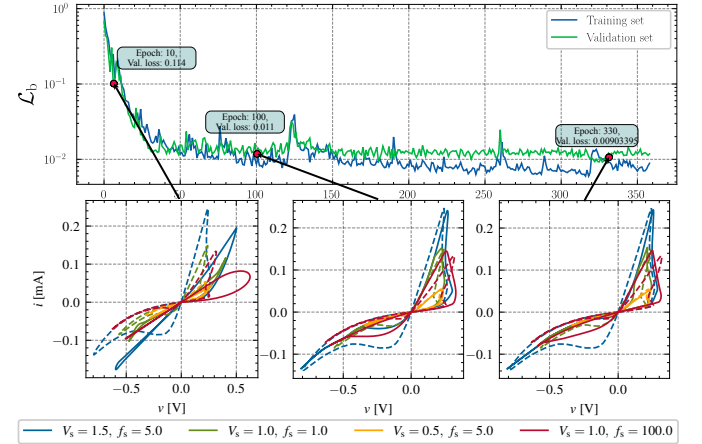 10⁰
10⁻¹
10⁻²
ℒ_b
Training set
Validation set
Epoch: 10,
Val. loss: 0.114
Epoch: 100,
Val. loss: 0.011
Epoch: 330,
Val. loss: 0.00903395
0 50 100 150 200 250 300 350
i [mA]
0.2
0.1
0.0
−0.1
−0.5 0.0 0.5
v [V]
0.2
0.1
0.0
−0.1
−0.5 0.0
v [V]
0.2
0.1
0.0
−0.1
−0.5 0.0
v [V]
Vₛ = 1.5, fₛ = 5.0 Vₛ = 1.0, fₛ = 1.0 Vₛ = 0.5, fₛ = 5.0 Vₛ = 1.0, fₛ = 100.0